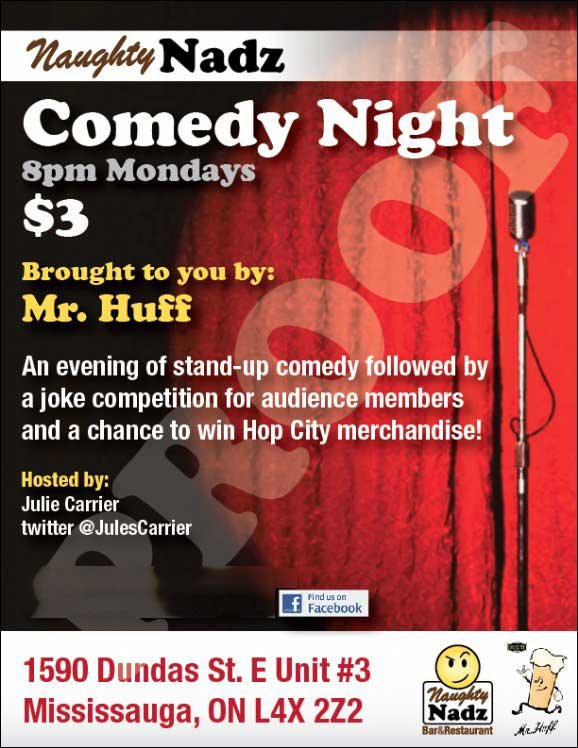 Naughty Nadz
Comedy Night
8pm Mondays
$3
Brought to you by:
Mr. Huff
An evening of stand-up comedy followed by
a joke competition for audience members
and a chance to win Hop City merchandise!
Hosted by:
Julie Carrier
twitter @JulesCarrier
PROOF
Find us on
Facebook
1590 Dundas St. E Unit #3
Mississauga, ON L4X 2Z2
Naughty
Nadz
Bar&Restaurant
Mr. Huff